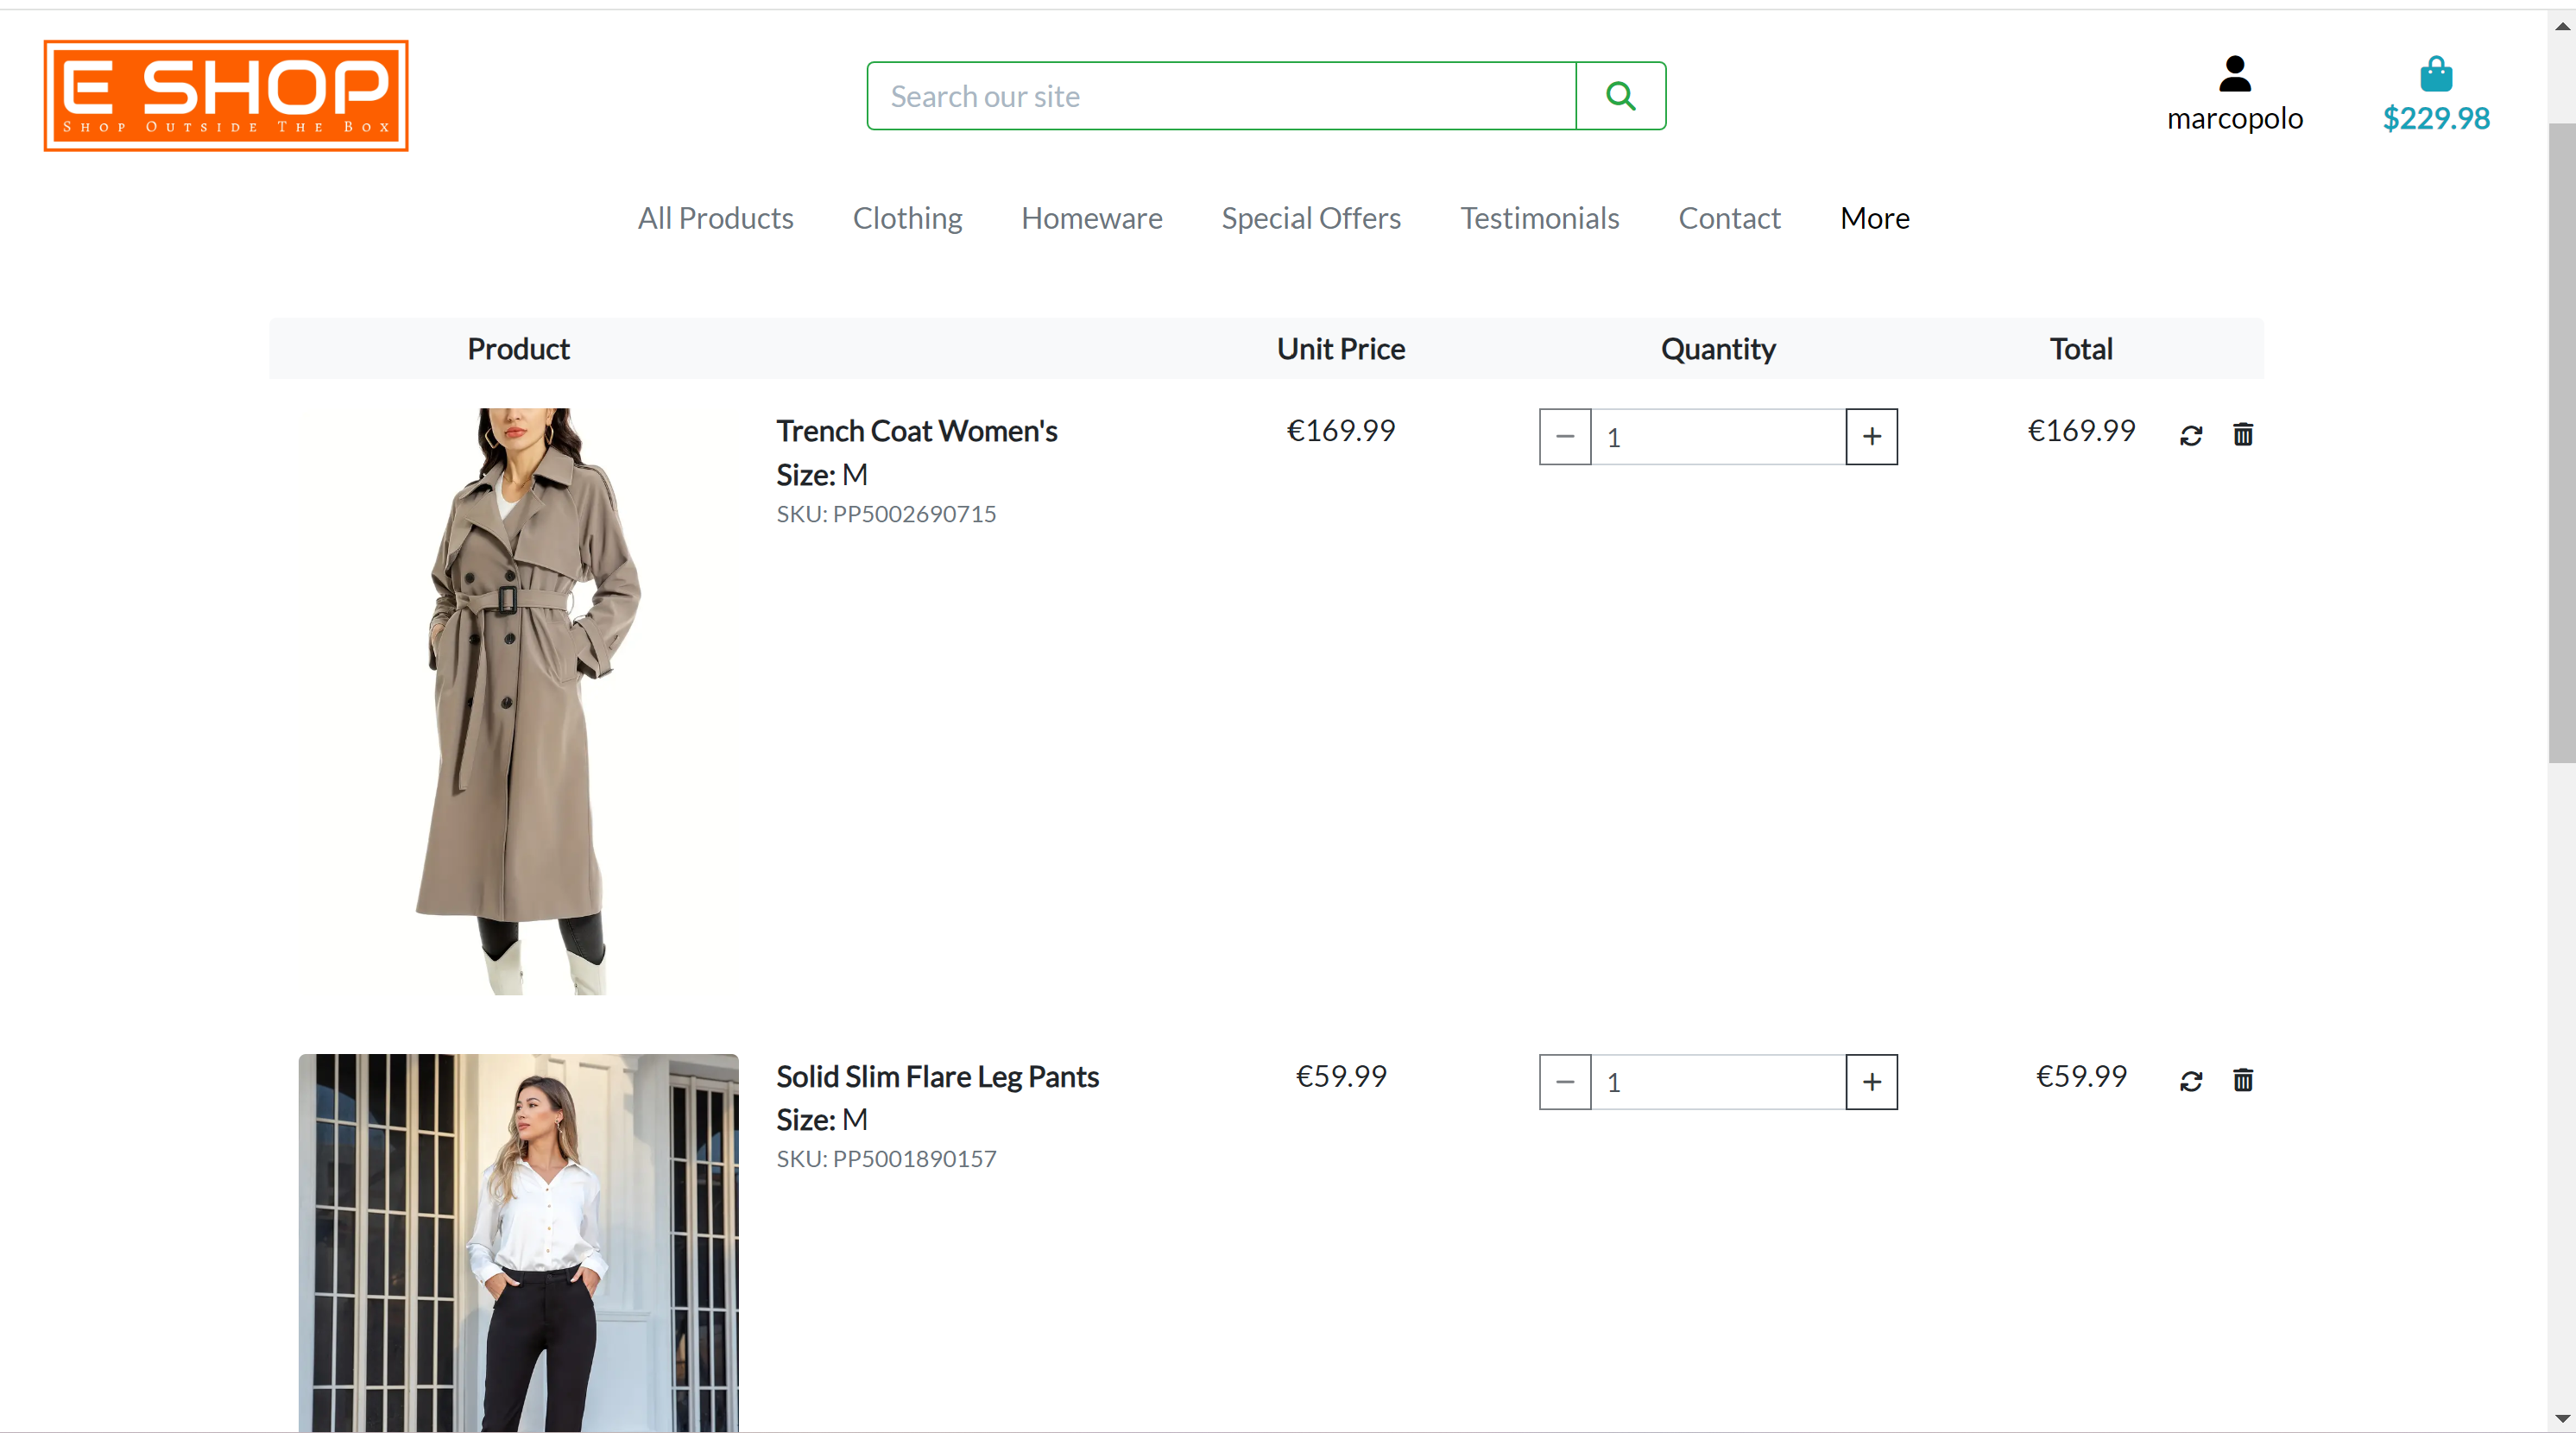 E SHOP
Shop Outside The Box
Search our site
marcopolo
$229.98
All Products Clothing Homeware Special Offers Testimonials Contact More
Product Unit Price Quantity Total
Trench Coat Women's €169.99 − 1 + €169.99
Size: M
SKU: PP5002690715
Solid Slim Flare Leg Pants €59.99 − 1 + €59.99
Size: M
SKU: PP5001890157